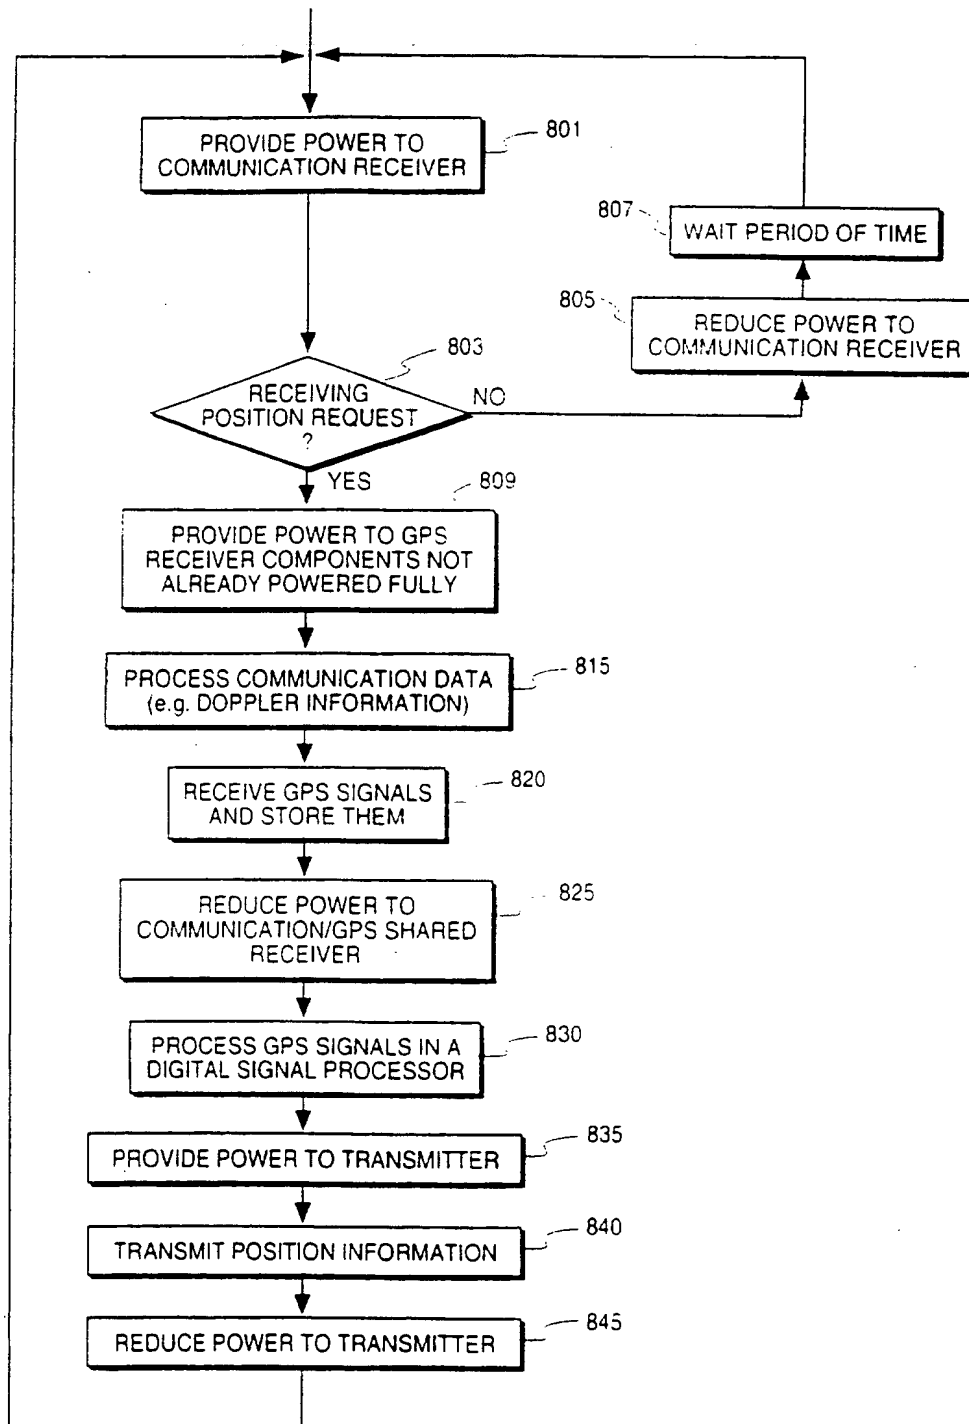 PROVIDE POWER TO
COMMUNICATION RECEIVER
801
807
WAIT PERIOD OF TIME
805
REDUCE POWER TO
COMMUNICATION RECEIVER
803
RECEIVING
POSITION REQUEST
?
NO
YES
809
PROVIDE POWER TO GPS
RECEIVER COMPONENTS NOT
ALREADY POWERED FULLY
815
PROCESS COMMUNICATION DATA
(e.g. DOPPLER INFORMATION)
820
RECEIVE GPS SIGNALS
AND STORE THEM
825
REDUCE POWER TO
COMMUNICATION/GPS SHARED
RECEIVER
830
PROCESS GPS SIGNALS IN A
DIGITAL SIGNAL PROCESSOR
835
PROVIDE POWER TO TRANSMITTER
840
TRANSMIT POSITION INFORMATION
845
REDUCE POWER TO TRANSMITTER